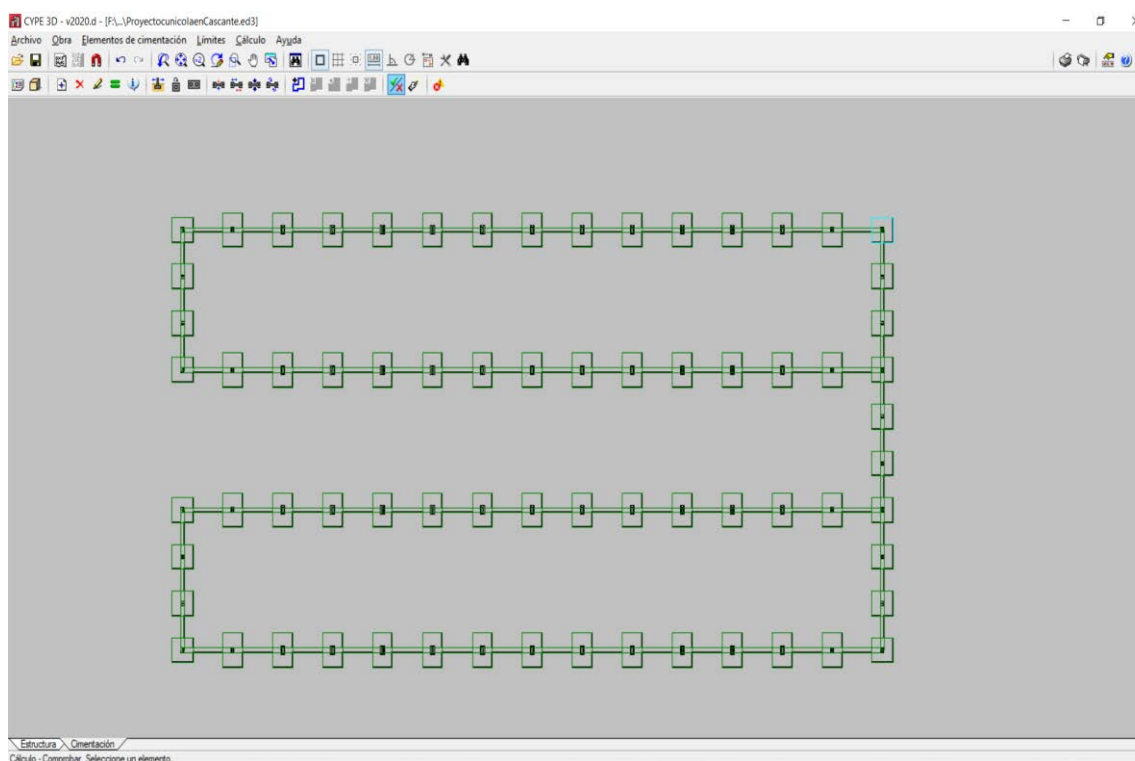 CYPE 3D - v2020.d - [F:\...\ProyectocunicolaenCascante.ed3]
Archivo Obra Elementos de cimentación Límites Cálculo Ayuda
Estructura Cimentación
Cálculo - Comprobar. Seleccione un elemento.